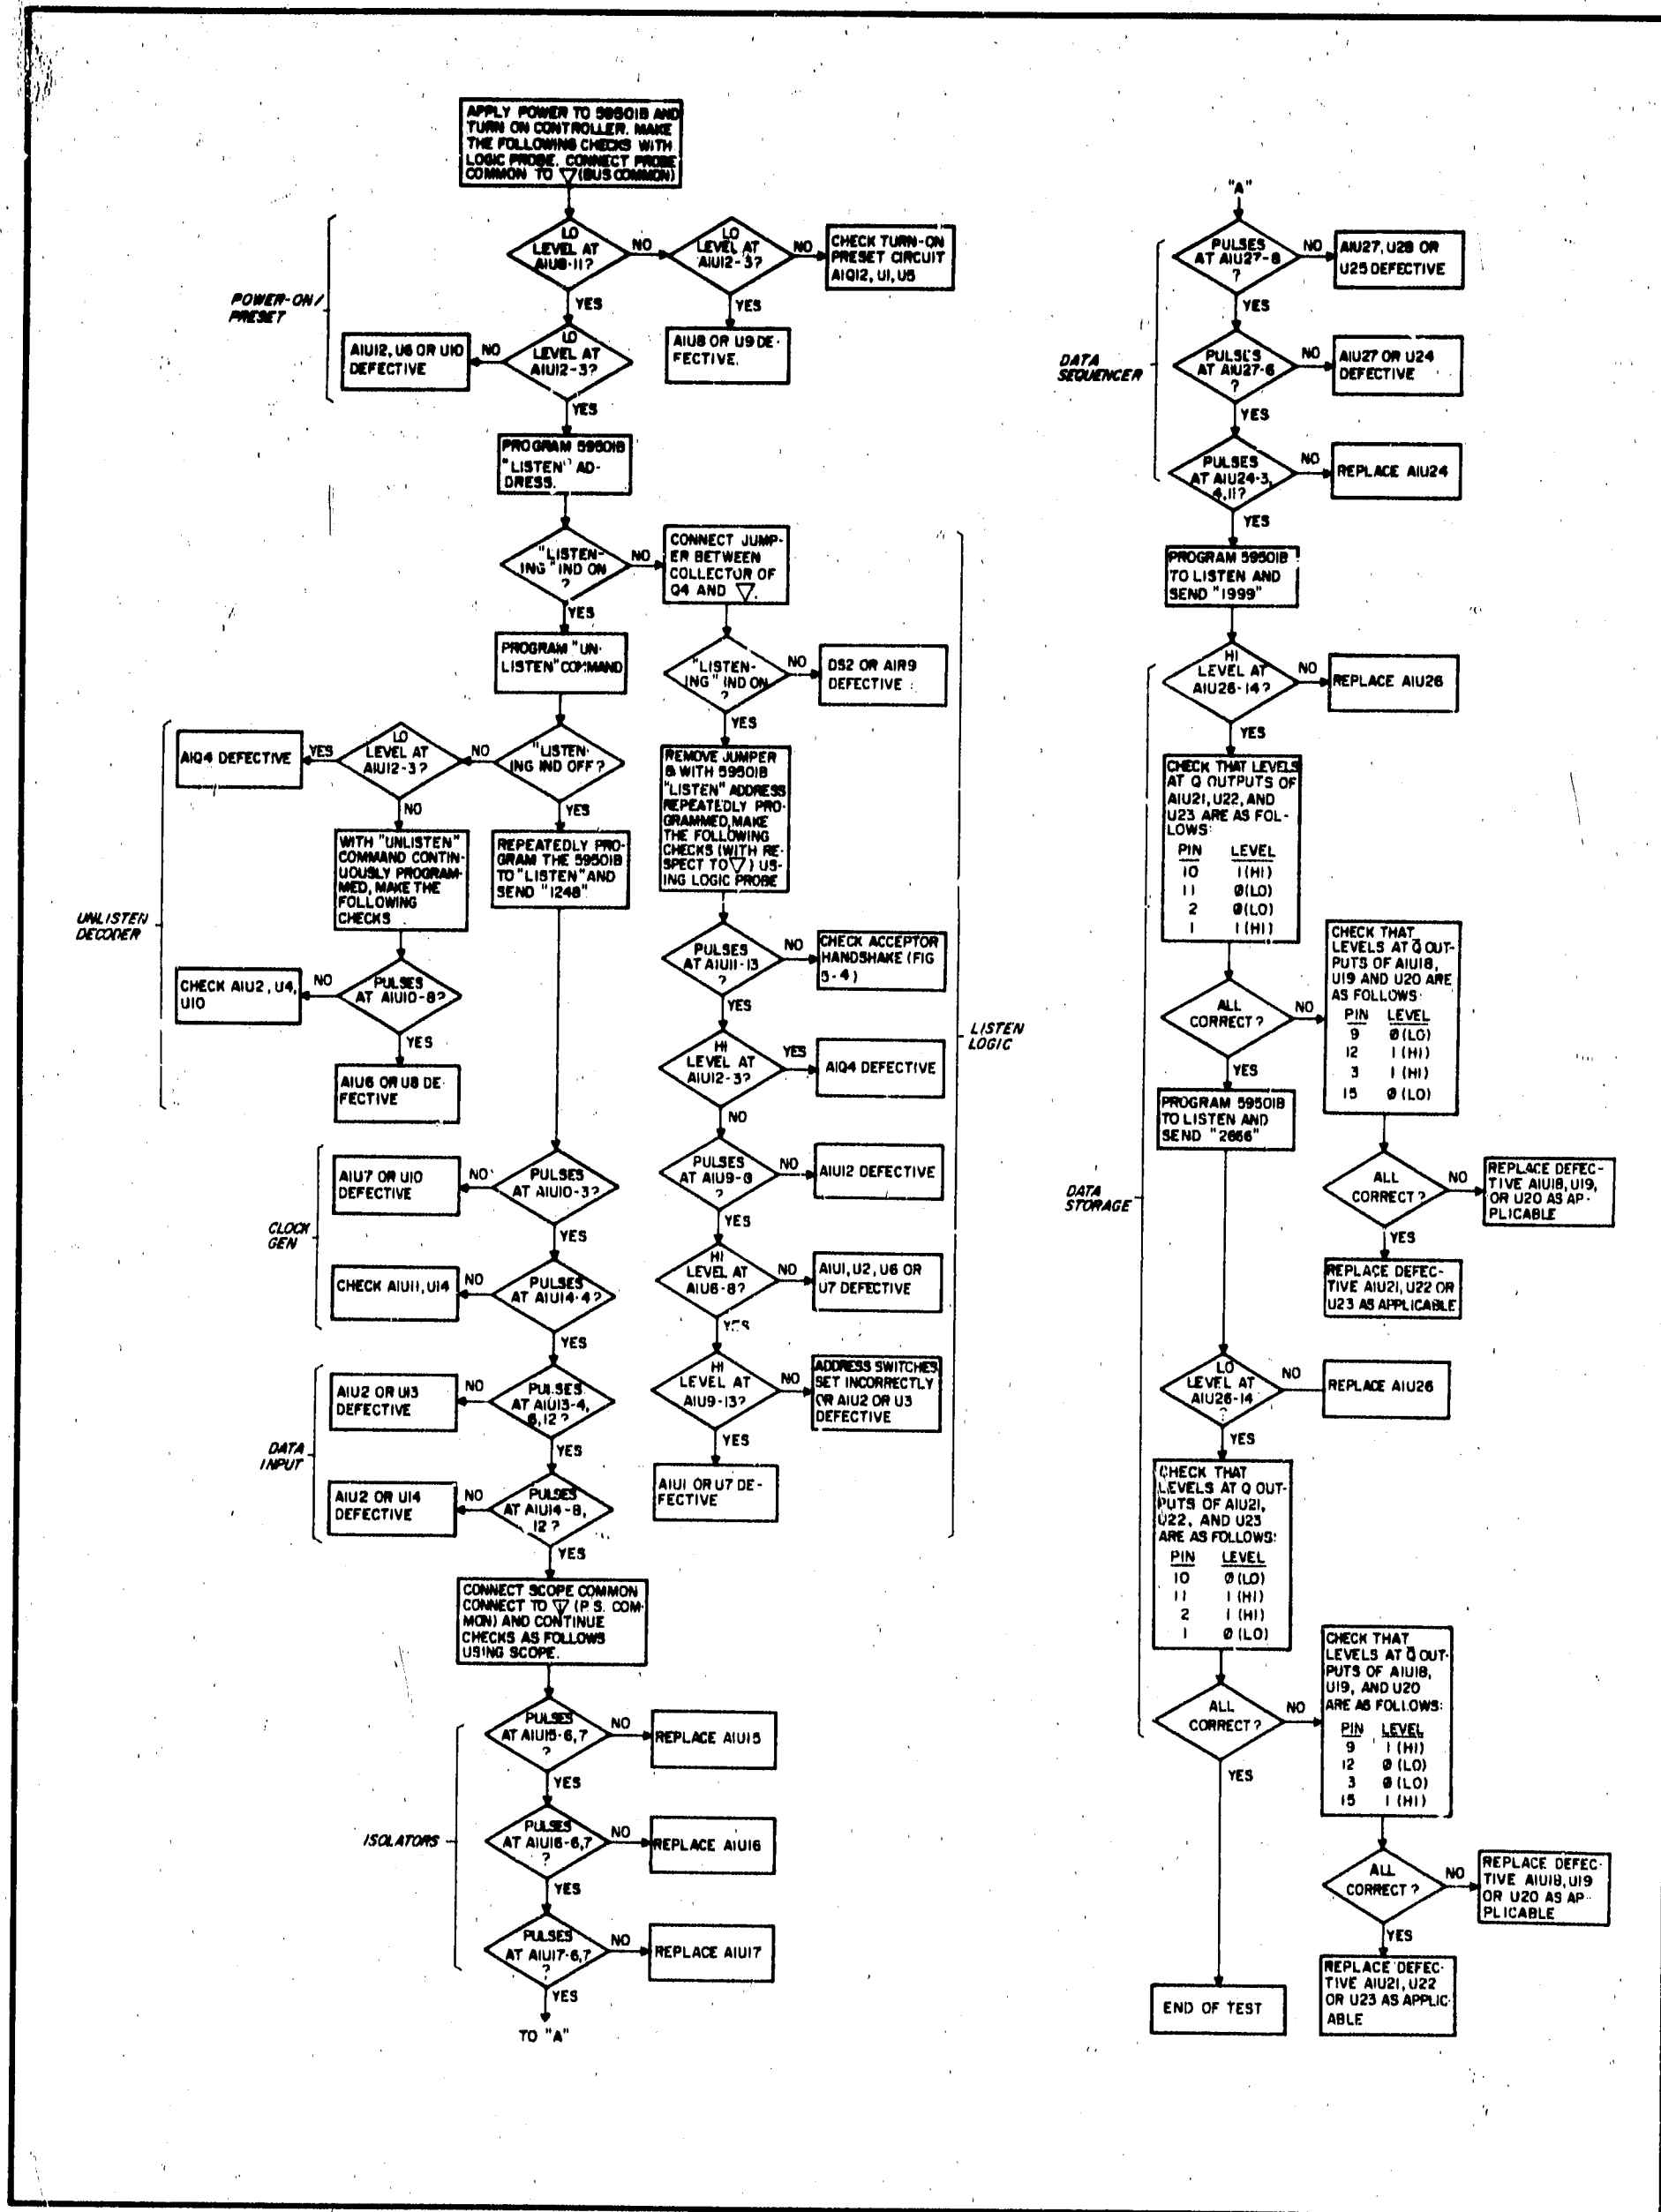 APPLY POWER TO 59501B AND
TURN ON CONTROLLER. MAKE
THE FOLLOWING CHECKS WITH
LOGIC PROBE. CONNECT PROBE
COMMON TO ▽ (BUS COMMON)
POWER-ON/
PRESET
LO
LEVEL AT
A1U8-11?
NO
LO
LEVEL AT
A1U12-3?
NO
CHECK TURN-ON
PRESET CIRCUIT
A1Q12, U1, U5
YES
YES
A1U8 OR U9 DE-
FECTIVE.
LO
LEVEL AT
A1U12-3?
NO
A1U12, U6 OR U10
DEFECTIVE
YES
PROGRAM 59501B
"LISTEN" AD-
DRESS.
"LISTEN-
ING" IND ON
?
NO
CONNECT JUMP-
ER BETWEEN
COLLECTOR OF
Q4 AND ▽.
YES
PROGRAM "UN-
LISTEN" COMMAND
"LISTEN-
ING" IND ON
?
NO
DS2 OR A1R9
DEFECTIVE
YES
UNLISTEN
DECODER
A1Q4 DEFECTIVE
YES
LO
LEVEL AT
A1U12-3?
NO
"LISTEN-
ING IND OFF?
NO
YES
WITH "UNLISTEN"
COMMAND CONTIN-
UOUSLY PROGRAM-
MED, MAKE THE
FOLLOWING
CHECKS
REPEATEDLY PRO-
GRAM THE 59501B
TO "LISTEN" AND
SEND "1248"
REMOVE JUMPER
& WITH 59501B
"LISTEN" ADDRESS
REPEATEDLY PRO-
GRAMMED, MAKE
THE FOLLOWING
CHECKS (WITH RE-
SPECT TO ▽) US-
ING LOGIC PROBE
CHECK A1U2, U4,
U10
NO
PULSES
AT A1U10-8?
YES
A1U6 OR U8 DE-
FECTIVE
LISTEN
LOGIC
PULSES
AT A1U11-13
?
NO
CHECK ACCEPTOR
HANDSHAKE (FIG
5-4)
YES
HI
LEVEL AT
A1U12-3?
YES
A1Q4 DEFECTIVE
NO
PULSES
AT A1U9-
?
NO
A1U12 DEFECTIVE
YES
HI
LEVEL AT
A1U6-8?
NO
A1U1, U2, U6 OR
U7 DEFECTIVE
YES
HI
LEVEL AT
A1U9-13?
NO
ADDRESS SWITCHES
SET INCORRECTLY
OR A1U2 OR U3
DEFECTIVE
YES
A1U1 OR U7 DE-
FECTIVE
CLOCK
GEN
A1U7 OR U10
DEFECTIVE
NO
PULSES
AT A1U10-3?
YES
CHECK A1U11, U14
NO
PULSES
AT A1U14-4?
YES
DATA
INPUT
A1U2 OR U13
DEFECTIVE
NO
PULSES
AT A1U13-4,
6,12?
YES
A1U2 OR U14
DEFECTIVE
NO
PULSES
AT A1U14-8,
12?
YES
CONNECT SCOPE COMMON
CONNECT TO ▽ (P.S. COM-
MON) AND CONTINUE
CHECKS AS FOLLOWS
USING SCOPE.
ISOLATORS
PULSES
AT A1U15-6,7
?
NO
REPLACE A1U15
YES
PULSES
AT A1U16-6,7
?
NO
REPLACE A1U16
YES
PULSES
AT A1U17-6,7
?
NO
REPLACE A1U17
YES
TO "A"
"A"
DATA
SEQUENCER
PULSES
AT A1U27-8
?
NO
A1U27, U28 OR
U25 DEFECTIVE
YES
PULSES
AT A1U27-6
?
NO
A1U27 OR U24
DEFECTIVE
YES
PULSES
AT A1U24-3,
4,11?
NO
REPLACE A1U24
YES
PROGRAM 59501B
TO LISTEN AND
SEND "1999"
DATA
STORAGE
HI
LEVEL AT
A1U26-14?
NO
REPLACE A1U26
YES
CHECK THAT LEVELS
AT Q OUTPUTS OF
A1U21, U22, AND
U23 ARE AS FOL-
LOWS:
PIN LEVEL
10 1 (HI)
11 0 (LO)
2 0 (LO)
1 1 (HI)
ALL
CORRECT?
NO
CHECK THAT
LEVELS AT Q̄ OUT-
PUTS OF A1U18,
U19 AND U20 ARE
AS FOLLOWS:
PIN LEVEL
9 0 (LO)
12 1 (HI)
3 1 (HI)
15 0 (LO)
YES
PROGRAM 59501B
TO LISTEN AND
SEND "2666"
ALL
CORRECT?
NO
REPLACE DEFEC-
TIVE A1U18, U19,
OR U20 AS AP-
PLICABLE
YES
REPLACE DEFEC-
TIVE A1U21, U22 OR
U23 AS APPLICABLE
LO
LEVEL AT
A1U26-14
?
NO
REPLACE A1U26
YES
CHECK THAT
LEVELS AT Q OUT-
PUTS OF A1U21,
U22, AND U23
ARE AS FOLLOWS:
PIN LEVEL
10 0 (LO)
11 1 (HI)
2 1 (HI)
1 0 (LO)
ALL
CORRECT?
NO
CHECK THAT
LEVELS AT Q̄ OUT-
PUTS OF A1U18,
U19, AND U20
ARE AS FOLLOWS:
PIN LEVEL
9 1 (HI)
12 0 (LO)
3 0 (LO)
15 1 (HI)
YES
ALL
CORRECT?
NO
REPLACE DEFEC-
TIVE A1U18, U19
OR U20 AS AP-
PLICABLE
YES
REPLACE DEFEC-
TIVE A1U21, U22
OR U23 AS APPLIC-
ABLE
END OF TEST